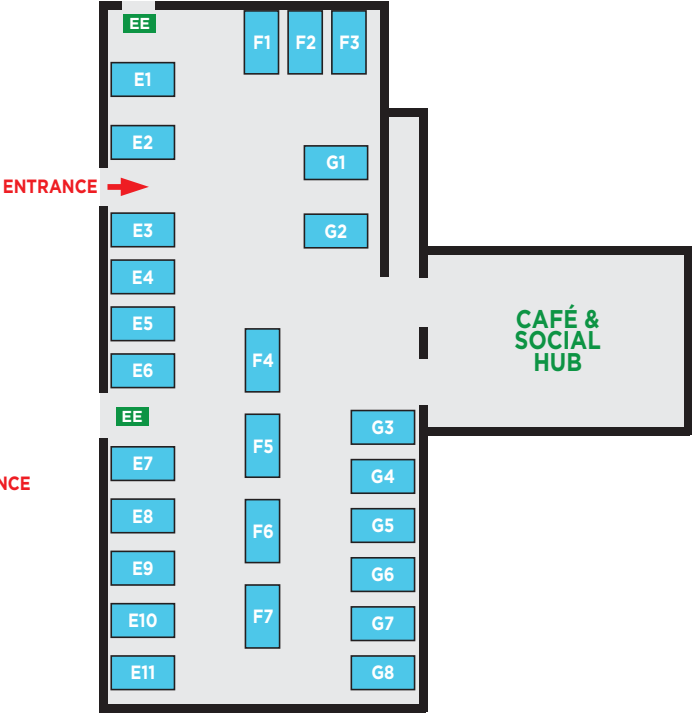 EE
F1 F2 F3
E1
E2
G1
ENTRANCE
E3
G2
E4
E5
CAFÉ &
SOCIAL
HUB
E6
F4
EE
G3
F5
E7
G4
NCE
E8
G5
F6
E9
G6
E10
F7
G7
E11
G8